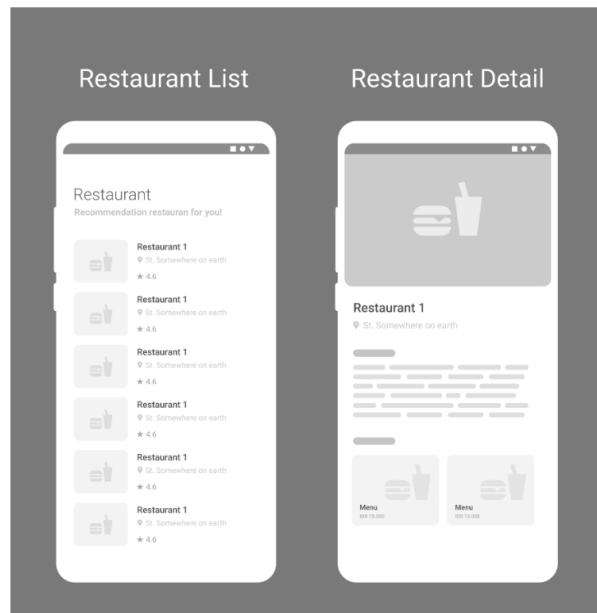 Restaurant List
Restaurant
Recommendation restauran for you!
Restaurant 1
St. Somewhere on earth
4.6
Restaurant 1
St. Somewhere on earth
4.6
Restaurant 1
St. Somewhere on earth
4.6
Restaurant 1
St. Somewhere on earth
4.6
Restaurant 1
St. Somewhere on earth
4.6
Restaurant 1
St. Somewhere on earth
4.6
Restaurant Detail
Restaurant 1
St. Somewhere on earth
Menu
Menu